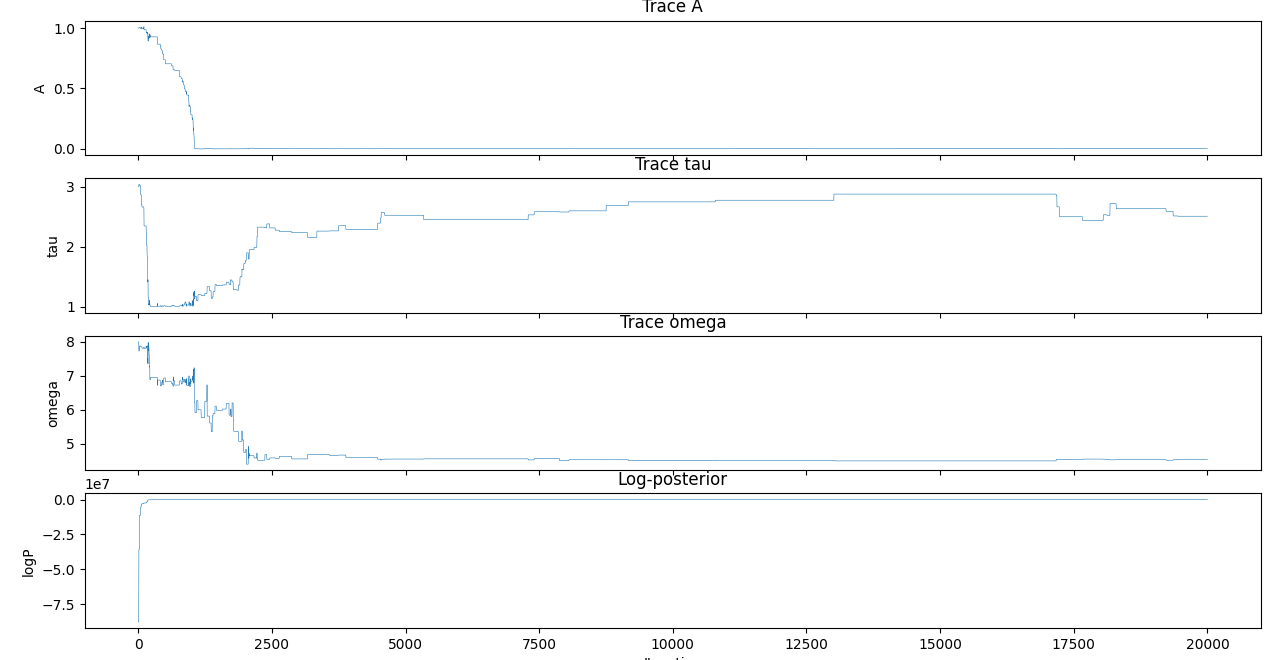 Trace A
1.0
0.5
0.0
A
Trace tau
3
2
1
tau
Trace omega
8
7
6
5
omega
Log-posterior
1e7
0.0
−2.5
−5.0
−7.5
logP
0 2500 5000 7500 10000 12500 15000 17500 20000